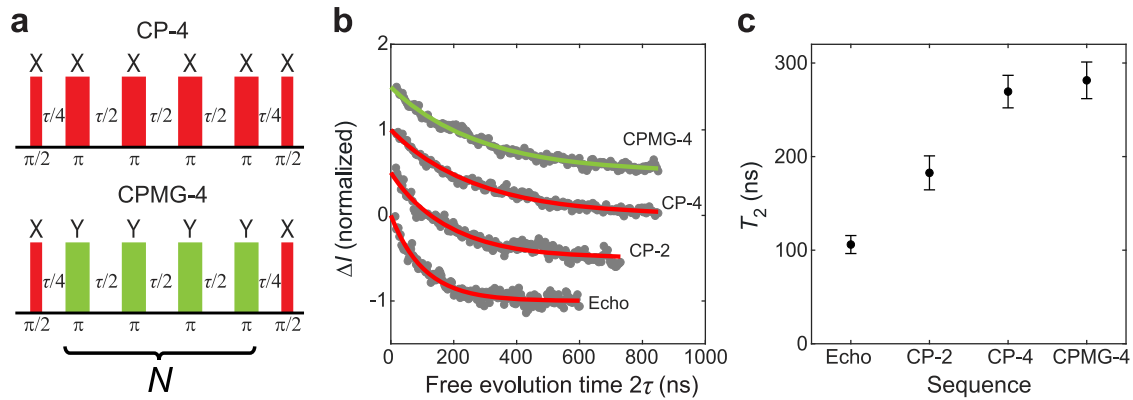 a
CP-4
X X X X X X
τ/4 τ/2 τ/2 τ/2 τ/4
π/2 π π π π π/2
CPMG-4
X Y Y Y Y X
τ/4 τ/2 τ/2 τ/2 τ/4
π/2 π π π π π/2
N
b
ΔI (normalized)
2
1
0
-1
CPMG-4
CP-4
CP-2
Echo
0 200 400 600 800 1000
Free evolution time 2τ (ns)
c
T2 (ns)
300
200
100
0
Echo CP-2 CP-4 CPMG-4
Sequence